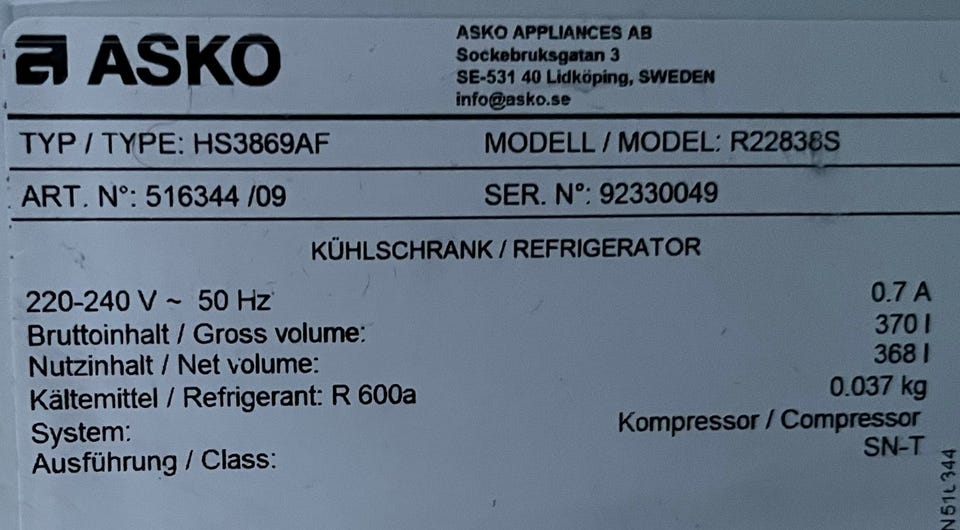 ASKO
ASKO APPLIANCES AB
Sockebruksgatan 3
SE-531 40 Lidköping, SWEDEN
info@asko.se
TYP / TYPE: HS3869AF MODELL / MODEL: R22838S
ART. N°: 516344 /09 SER. Nº: 92330049
KÜHLSCHRANK / REFRIGERATOR
220-240 V ~ 50 Hz 0.7 A
Bruttoinhalt / Gross volume: 370 l
Nutzinhalt / Net volume: 368 l
Kältemittel / Refrigerant: R 600a 0.037 kg
System: Kompressor / Compressor
Ausführung / Class: SN-T